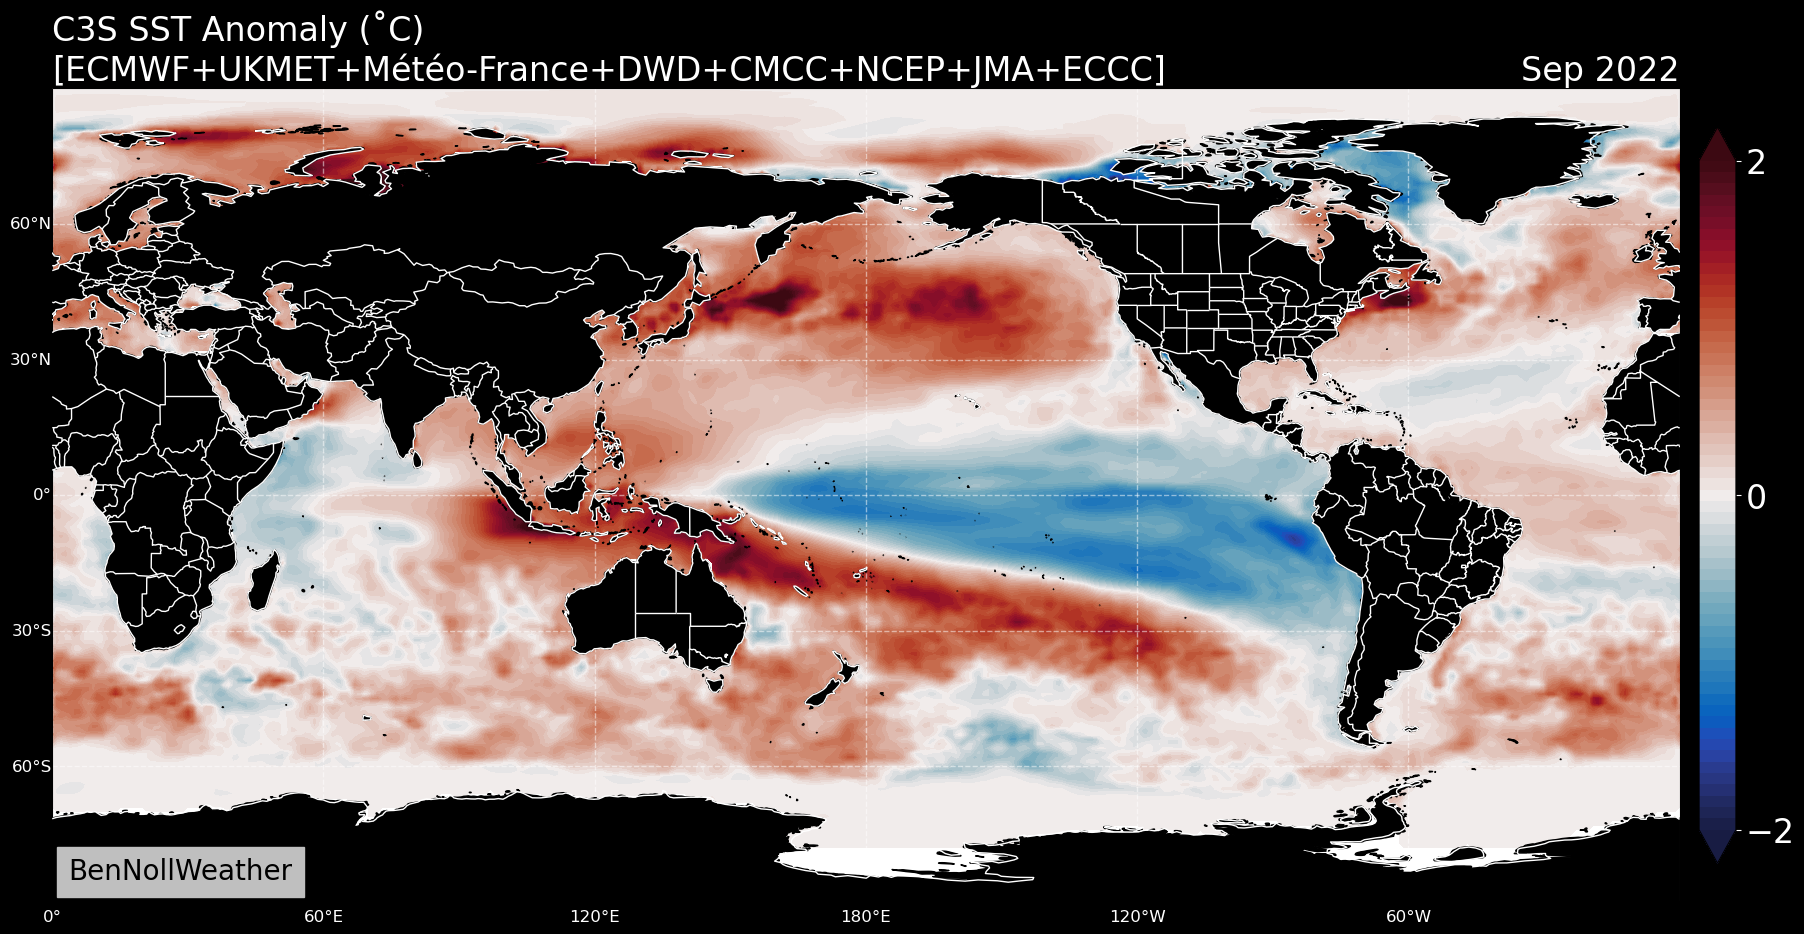 C3S SST Anomaly (˚C)
[ECMWF+UKMET+Météo-France+DWD+CMCC+NCEP+JMA+ECCC]
Sep 2022
60°N
30°N
0°
30°S
60°S
2
0
−2
BenNollWeather
0°
60°E
120°E
180°E
120°W
60°W